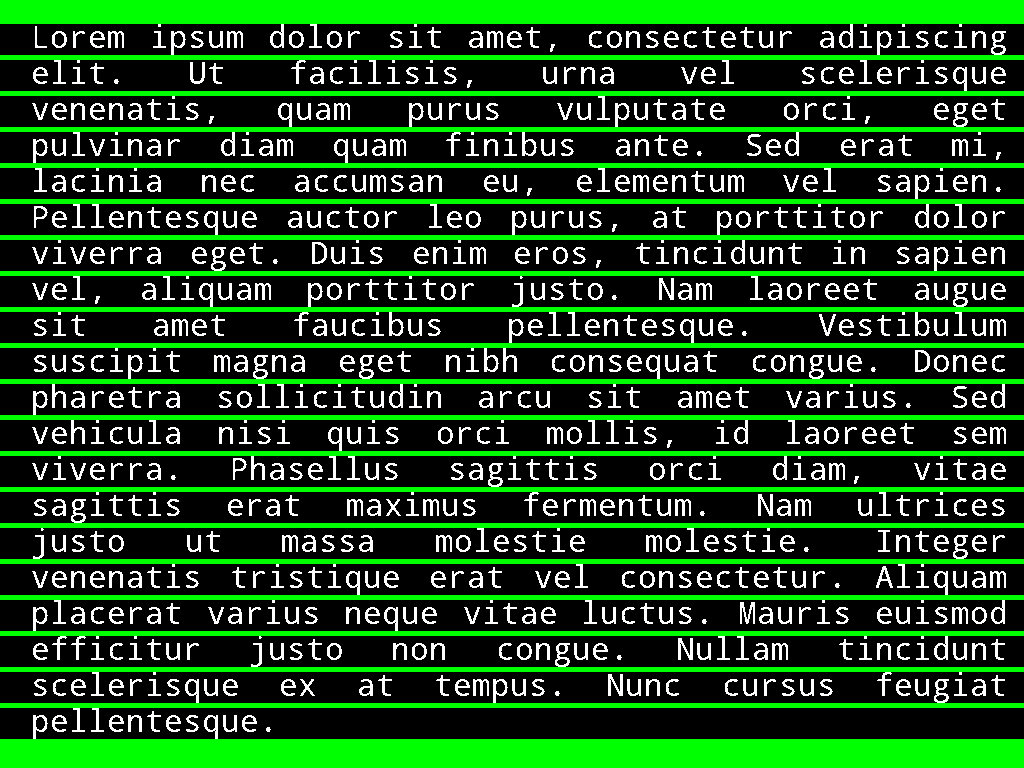 Lorem ipsum dolor sit amet, consectetur adipiscing
elit. Ut facilisis, urna vel scelerisque
venenatis, quam purus vulputate orci, eget
pulvinar diam quam finibus ante. Sed erat mi,
lacinia nec accumsan eu, elementum vel sapien.
Pellentesque auctor leo purus, at porttitor dolor
viverra eget. Duis enim eros, tincidunt in sapien
vel, aliquam porttitor justo. Nam laoreet augue
sit amet faucibus pellentesque. Vestibulum
suscipit magna eget nibh consequat congue. Donec
pharetra sollicitudin arcu sit amet varius. Sed
vehicula nisi quis orci mollis, id laoreet sem
viverra. Phasellus sagittis orci diam, vitae
sagittis erat maximus fermentum. Nam ultrices
justo ut massa molestie molestie. Integer
venenatis tristique erat vel consectetur. Aliquam
placerat varius neque vitae luctus. Mauris euismod
efficitur justo non congue. Nullam tincidunt
scelerisque ex at tempus. Nunc cursus feugiat
pellentesque.